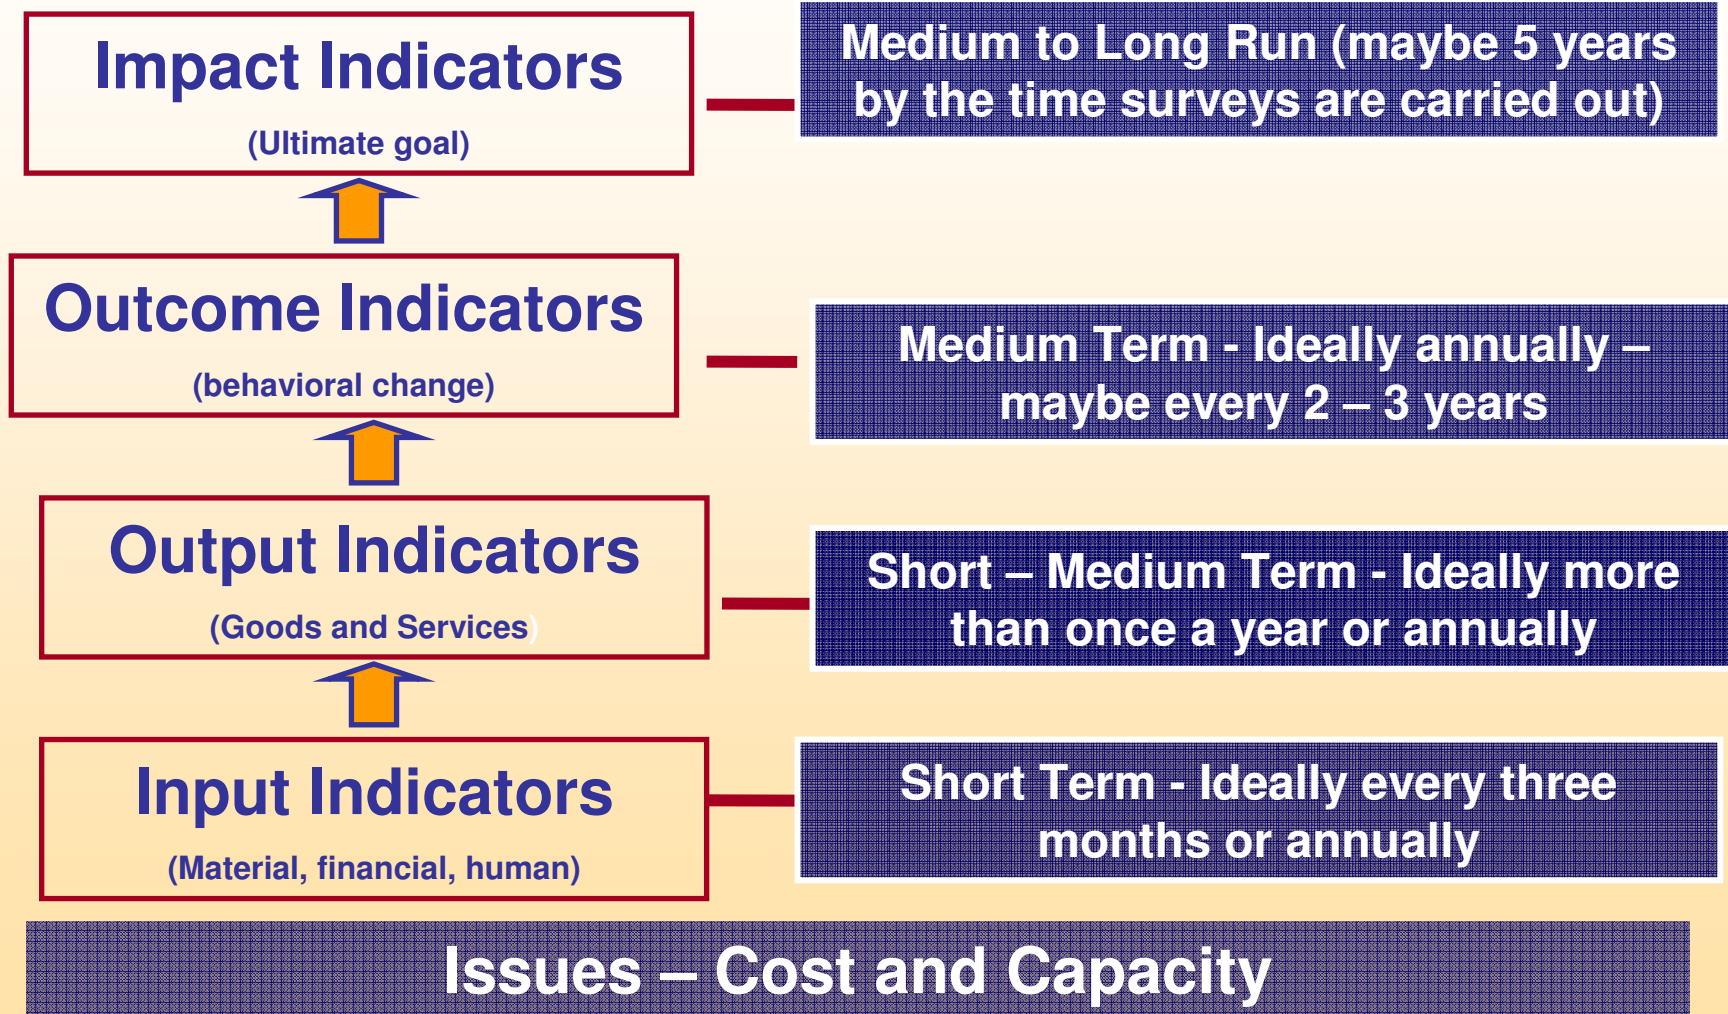 Impact Indicators
(Ultimate goal)
Medium to Long Run (maybe 5 years
by the time surveys are carried out)
Outcome Indicators
(behavioral change)
Medium Term - Ideally annually –
maybe every 2 – 3 years
Output Indicators
(Goods and Services)
Short – Medium Term - Ideally more
than once a year or annually
Input Indicators
(Material, financial, human)
Short Term - Ideally every three
months or annually
Issues – Cost and Capacity